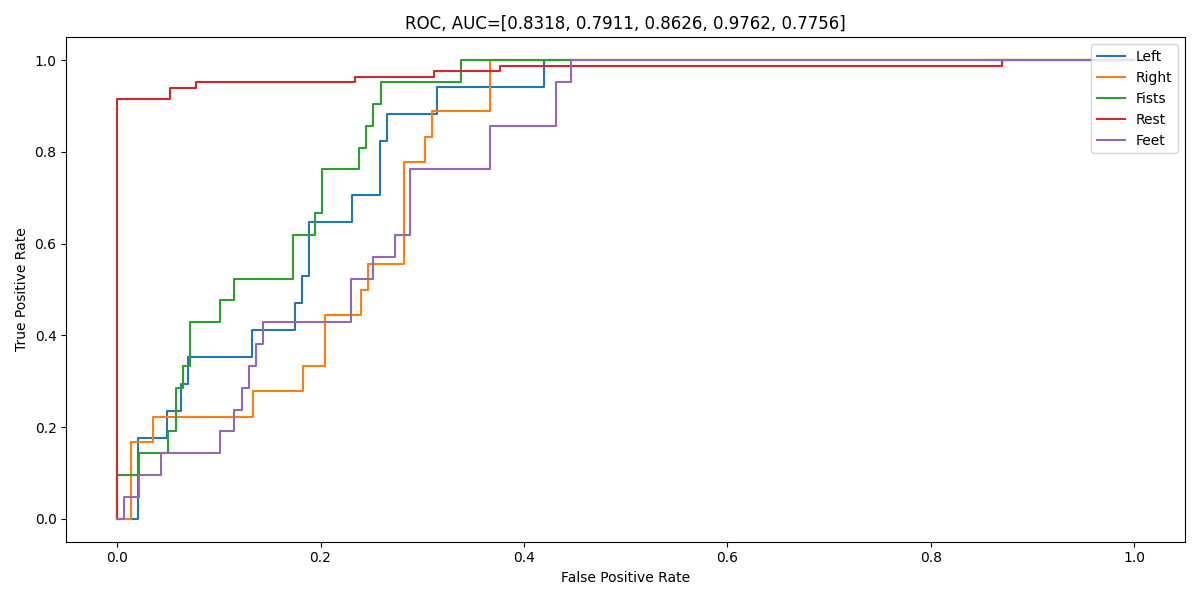 ROC, AUC=[0.8318, 0.7911, 0.8626, 0.9762, 0.7756]
Left
Right
Fists
Rest
Feet
1.0
0.8
0.6
0.4
0.2
0.0
True Positive Rate
0.0 0.2 0.4 0.6 0.8 1.0
False Positive Rate